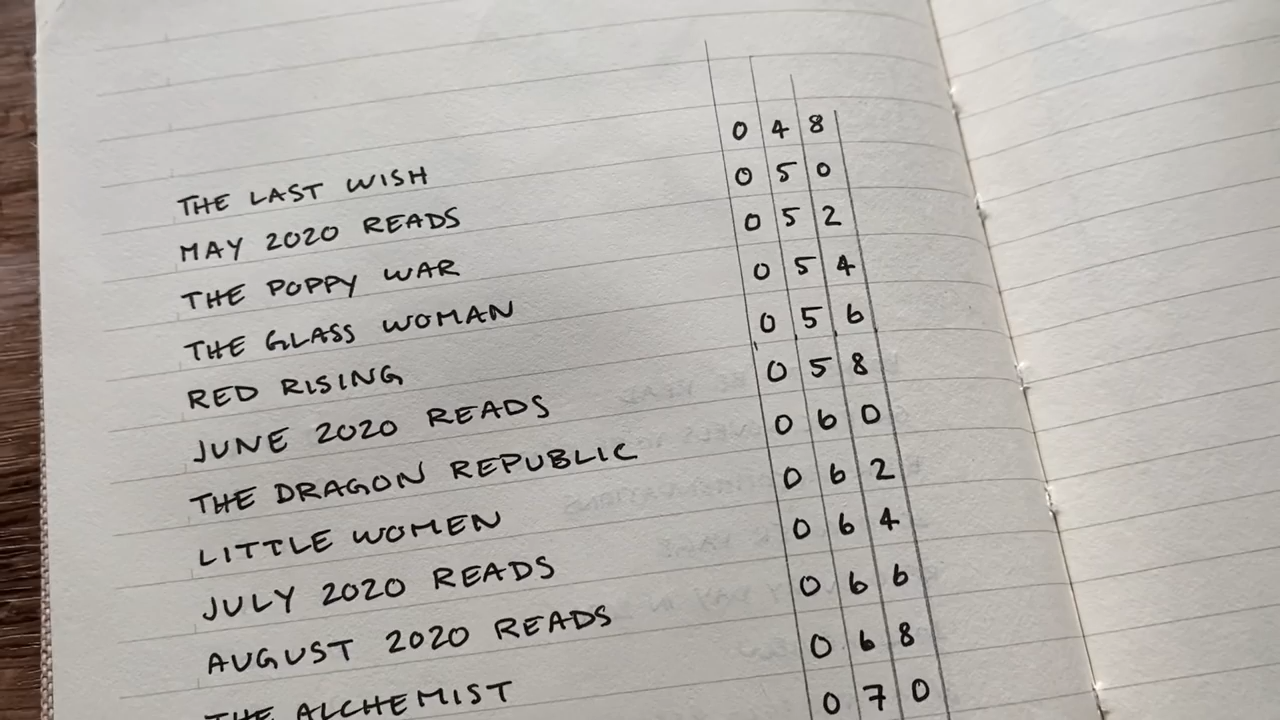 THE LAST WISH 048
MAY 2020 READS 050
THE POPPY WAR 052
THE GLASS WOMAN 054
RED RISING 056
JUNE 2020 READS 058
THE DRAGON REPUBLIC 060
LITTLE WOMEN 062
JULY 2020 READS 064
AUGUST 2020 READS 066
THE ALCHEMIST 068
070